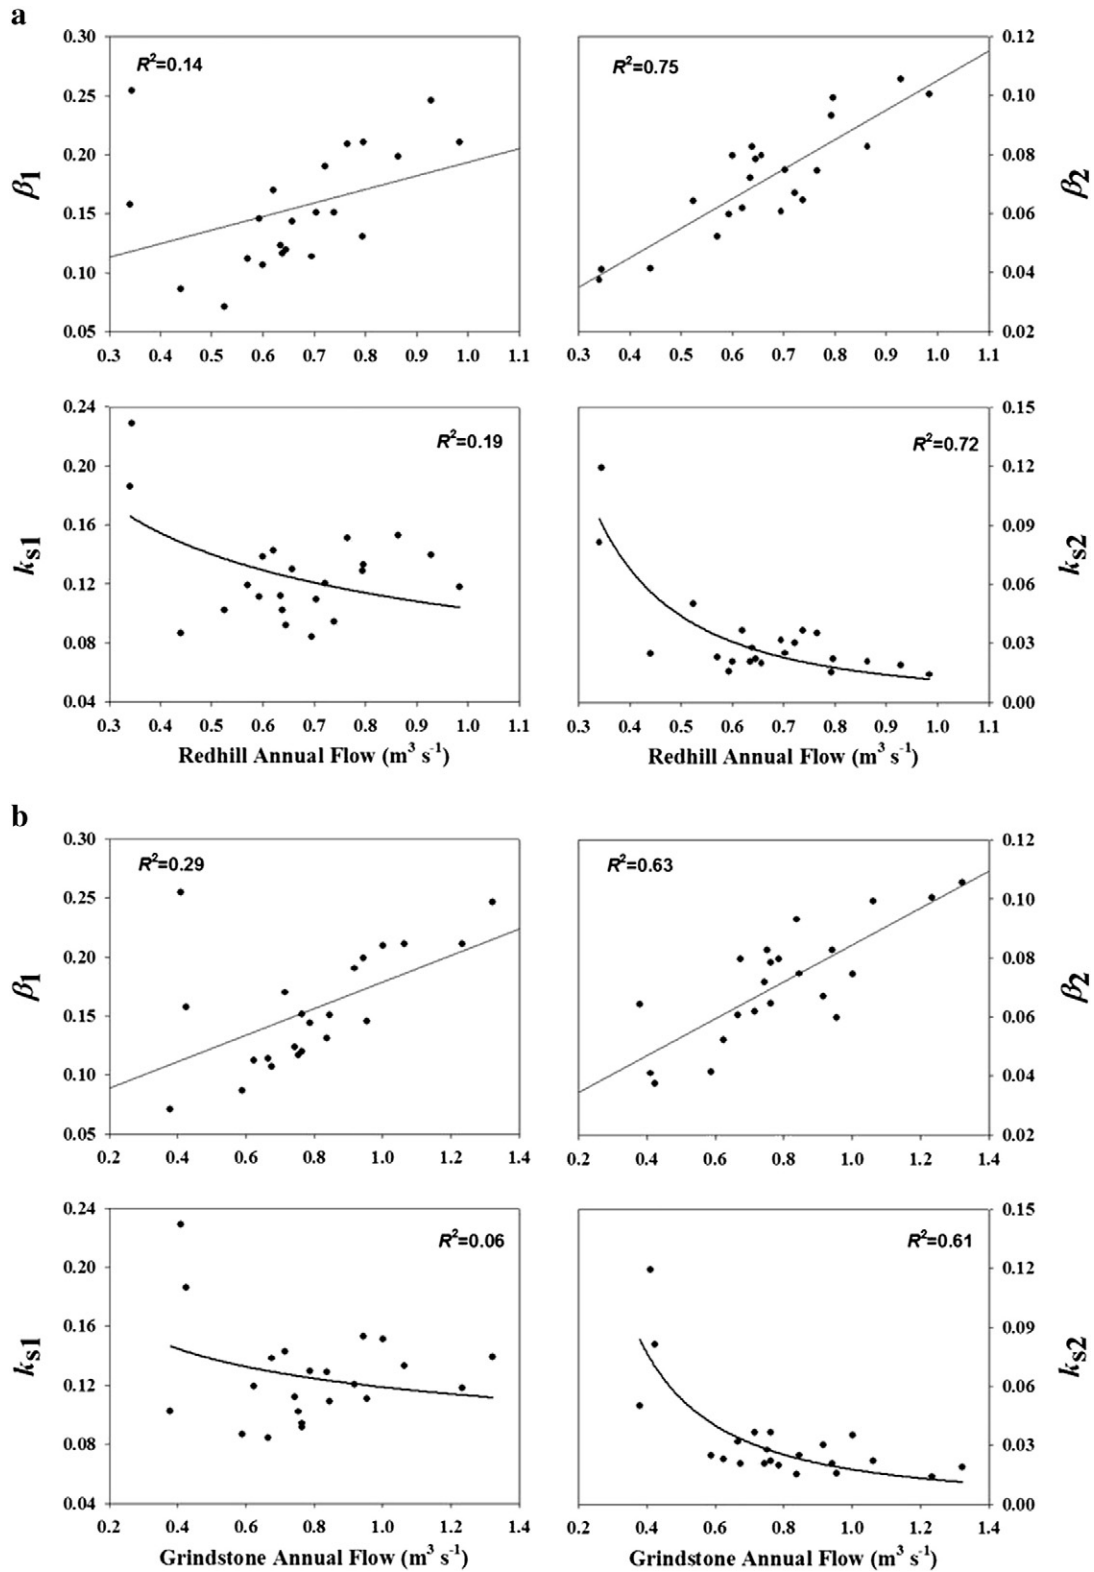 a
R²=0.14
R²=0.75
0.30
0.25
0.20
0.15
0.10
0.05
β1
0.3 0.4 0.5 0.6 0.7 0.8 0.9 1.0 1.1
0.12
0.10
0.08
0.06
0.04
0.02
β2
0.3 0.4 0.5 0.6 0.7 0.8 0.9 1.0 1.1
R²=0.19
R²=0.72
0.24
0.20
0.16
0.12
0.08
0.04
ks1
0.3 0.4 0.5 0.6 0.7 0.8 0.9 1.0 1.1
Redhill Annual Flow (m³ s⁻¹)
0.15
0.12
0.09
0.06
0.03
0.00
ks2
0.3 0.4 0.5 0.6 0.7 0.8 0.9 1.0 1.1
Redhill Annual Flow (m³ s⁻¹)
b
R²=0.29
R²=0.63
0.30
0.25
0.20
0.15
0.10
0.05
β1
0.2 0.4 0.6 0.8 1.0 1.2 1.4
0.12
0.10
0.08
0.06
0.04
0.02
β2
0.2 0.4 0.6 0.8 1.0 1.2 1.4
R²=0.06
R²=0.61
0.24
0.20
0.16
0.12
0.08
0.04
ks1
0.2 0.4 0.6 0.8 1.0 1.2 1.4
Grindstone Annual Flow (m³ s⁻¹)
0.15
0.12
0.09
0.06
0.03
0.00
ks2
0.2 0.4 0.6 0.8 1.0 1.2 1.4
Grindstone Annual Flow (m³ s⁻¹)